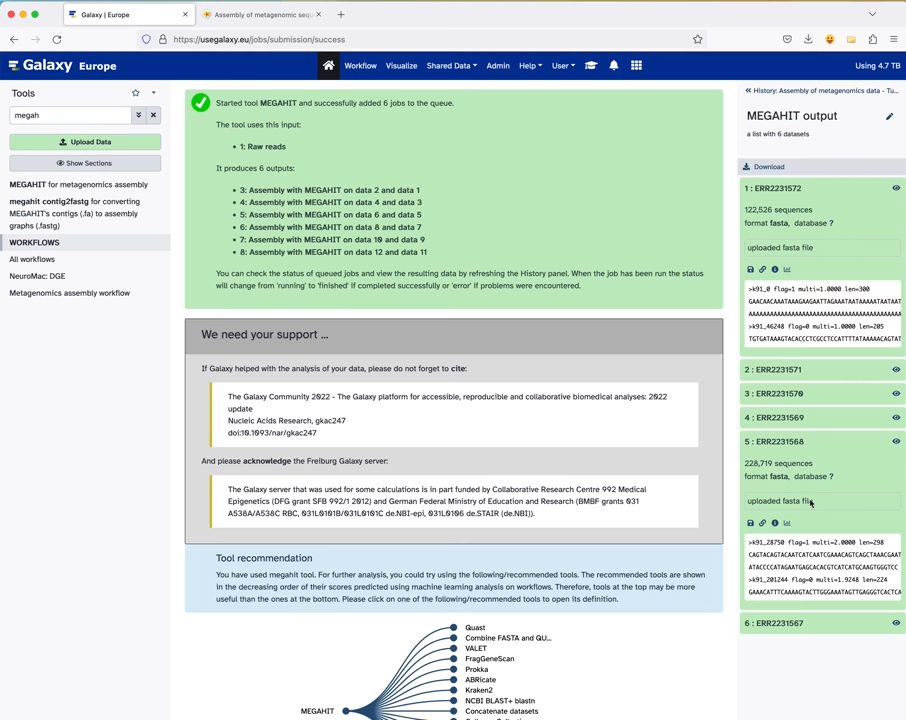 Galaxy | Europe
Assembly of metagenomic sequ
https://usegalaxy.eu/jobs/submission/success
Galaxy Europe
Workflow Visualize Shared Data Admin Help User Using 4.7 TB
Tools
megah
Upload Data
Show Sections
MEGAHIT for metagenomics assembly
megahit contig2fastg for converting
MEGAHIT's contigs (.fa) to assembly
graphs (.fastg)
WORKFLOWS
All workflows
NeuroMac: DGE
Metagenomics assembly workflow
Started tool MEGAHIT and successfully added 6 jobs to the queue.
The tool uses this input:
• 1: Raw reads
It produces 6 outputs:
• 3: Assembly with MEGAHIT on data 2 and data 1
• 4: Assembly with MEGAHIT on data 4 and data 3
• 5: Assembly with MEGAHIT on data 6 and data 5
• 6: Assembly with MEGAHIT on data 8 and data 7
• 7: Assembly with MEGAHIT on data 10 and data 9
• 8: Assembly with MEGAHIT on data 12 and data 11
You can check the status of queued jobs and view the resulting data by refreshing the History panel. When the job has been run the status
will change from 'running' to 'finished' if completed successfully or 'error' if problems were encountered.
We need your support ...
If Galaxy helped with the analysis of your data, please do not forget to cite:
The Galaxy Community 2022 - The Galaxy platform for accessible, reproducible and collaborative biomedical analyses: 2022
update
Nucleic Acids Research, gkac247
doi:10.1093/nar/gkac247
And please acknowledge the Freiburg Galaxy server:
The Galaxy server that was used for some calculations is in part funded by Collaborative Research Centre 992 Medical
Epigenetics (DFG grant SFB 992/1 2012) and German Federal Ministry of Education and Research (BMBF grants 031
A538A/A538C RBC, 031L0101B/031L0101C de.NBI-epi, 031L0106 de.STAIR (de.NBI)).
Tool recommendation
You have used megahit tool. For further analysis, you could try using the following/recommended tools. The recommended tools are shown
in the decreasing order of their scores predicted using machine learning analysis on workflows. Therefore, tools at the top may be more
useful than the ones at the bottom. Please click on one of the following/recommended tools to open its definition.
MEGAHIT
Quast
Combine FASTA and QU...
VALET
FragGeneScan
Prokka
ABRicate
Kraken2
NCBI BLAST+ blastn
Concatenate datasets
« History: Assembly of metagenomics data - Tu...
MEGAHIT output
a list with 6 datasets
Download
1 : ERR2231572
122,526 sequences
format fasta, database ?
uploaded fasta file
>k91_0 flag=1 multi=1.0000 len=300
GAACAACAAATAAAGAAGAATTAGAAATAATAAAAATAATAAT
>k91_46248 flag=0 multi=1.0000 len=205
TGTGATAAAGTACACCCTCGCCTCCATTTTATAAAAACAGTAT
2 : ERR2231571
3 : ERR2231570
4 : ERR2231569
5 : ERR2231568
228,719 sequences
format fasta, database ?
uploaded fasta file
>k91_28750 flag=1 multi=2.0000 len=298
CAGTACAGTACAATCATCAATCGAAACAGTCAGCTAAACGAAT
ATACCCCATAGAATGAGCACACGTCATCATGCAAGTGGGTCC
>k91_201244 flag=0 multi=1.9248 len=224
GAAACATTTCAAAAGTACTTGGGAAATAGTTGAGGGTCACTCA
6 : ERR2231567